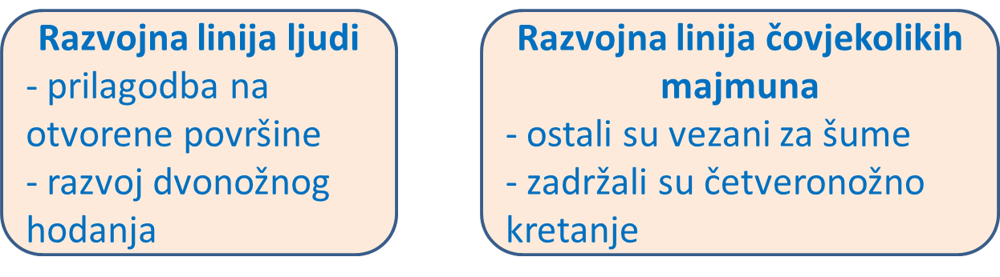 Razvojna linija ljudi
- prilagodba na
otvorene površine
- razvoj dvonožnog
hodanja
Razvojna linija čovjekolikih
majmuna
- ostali su vezani za šume
- zadržali su četveronožno
kretanje